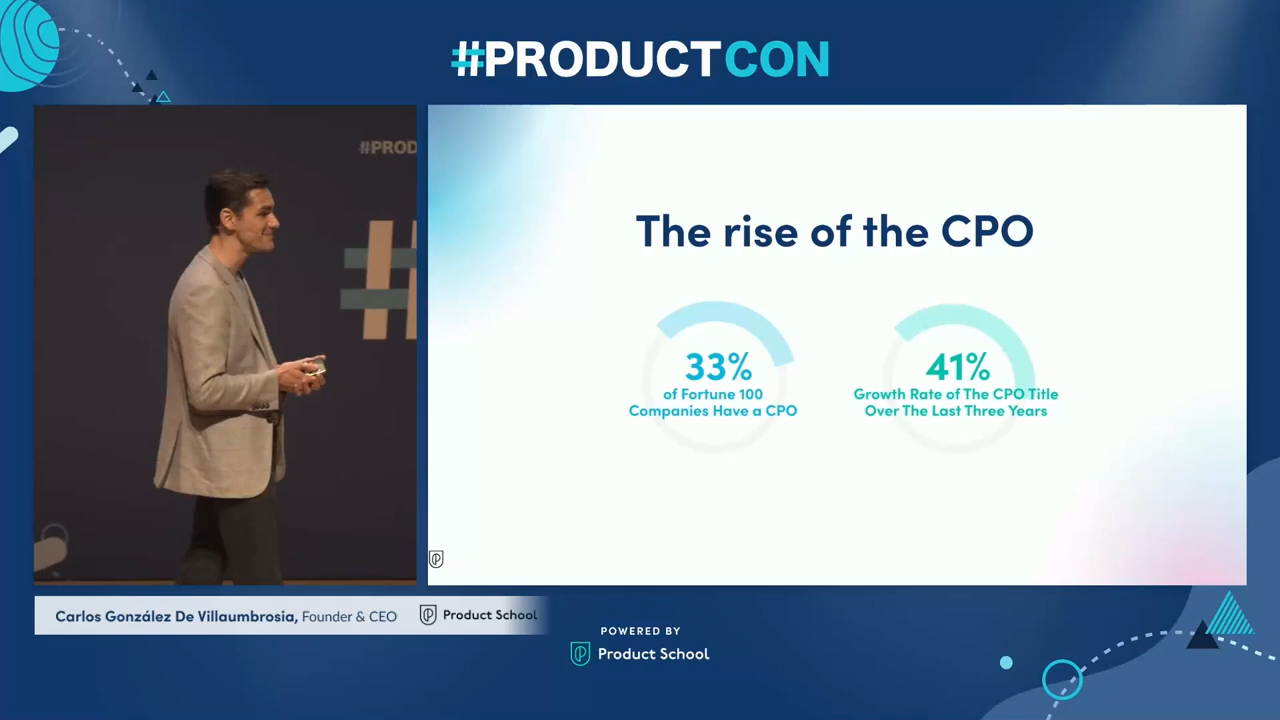 #PRODUCTCON
#PROD
The rise of the CPO
33%
of Fortune 100
Companies Have a CPO
41%
Growth Rate of The CPO Title
Over The Last Three Years
Carlos González De Villaumbrosia, Founder & CEO
Product School
POWERED BY
Product School